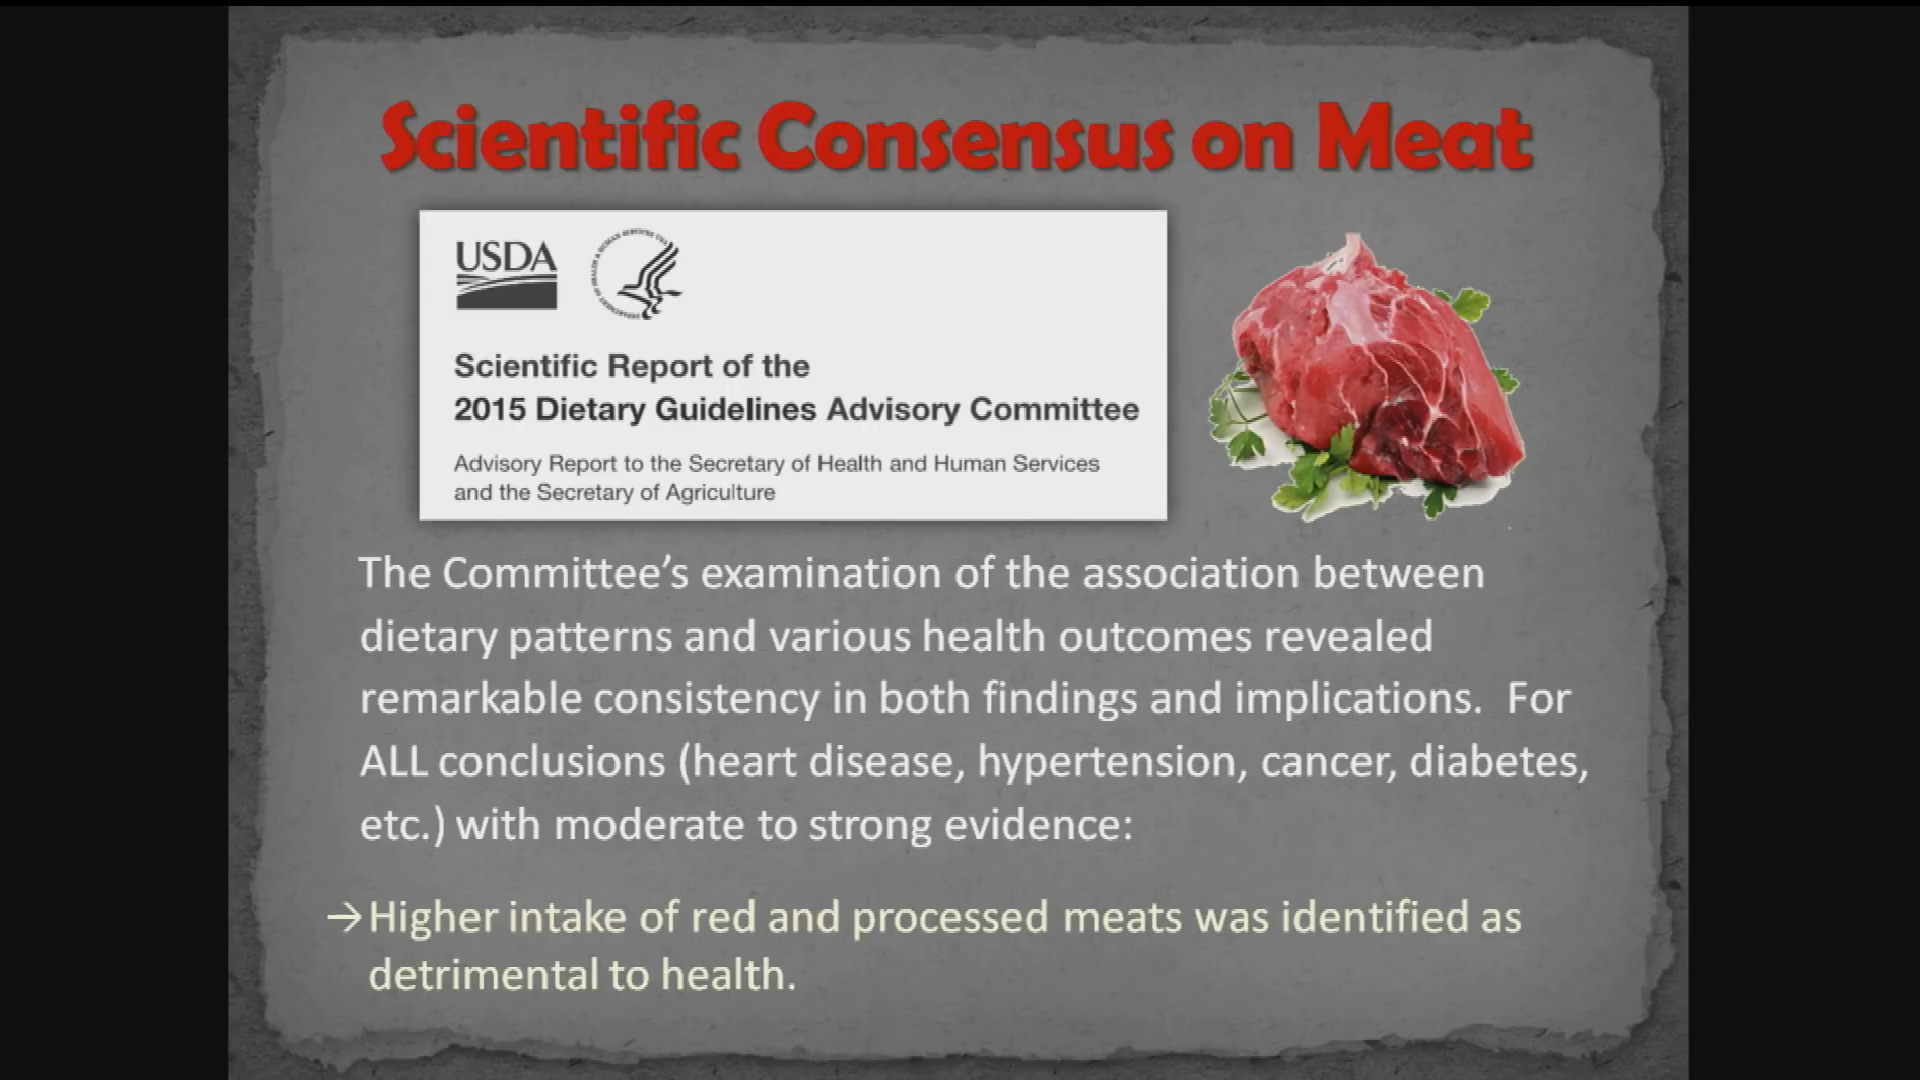 Scientific Consensus on Meat
USDA
Scientific Report of the
2015 Dietary Guidelines Advisory Committee
Advisory Report to the Secretary of Health and Human Services
and the Secretary of Agriculture
The Committee’s examination of the association between
dietary patterns and various health outcomes revealed
remarkable consistency in both findings and implications.  For
ALL conclusions (heart disease, hypertension, cancer, diabetes,
etc.) with moderate to strong evidence:
→Higher intake of red and processed meats was identified as
detrimental to health.